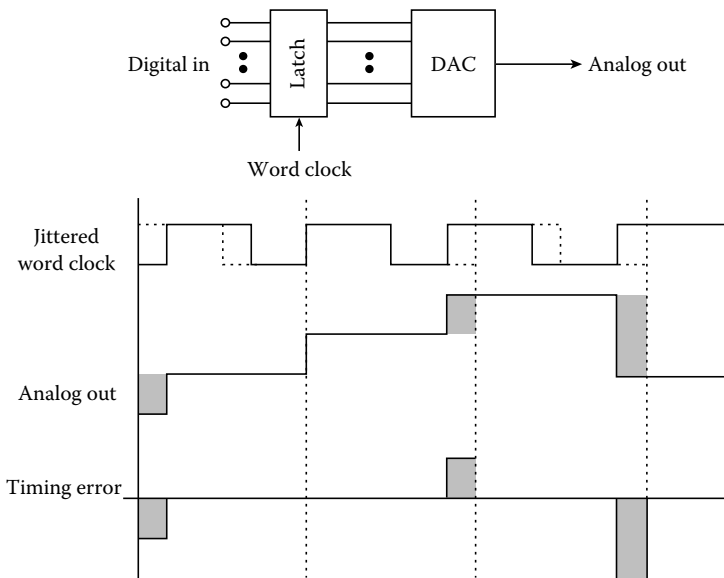 Digital in
Latch
DAC
Analog out
Word clock
Jittered
word clock
Analog out
Timing error